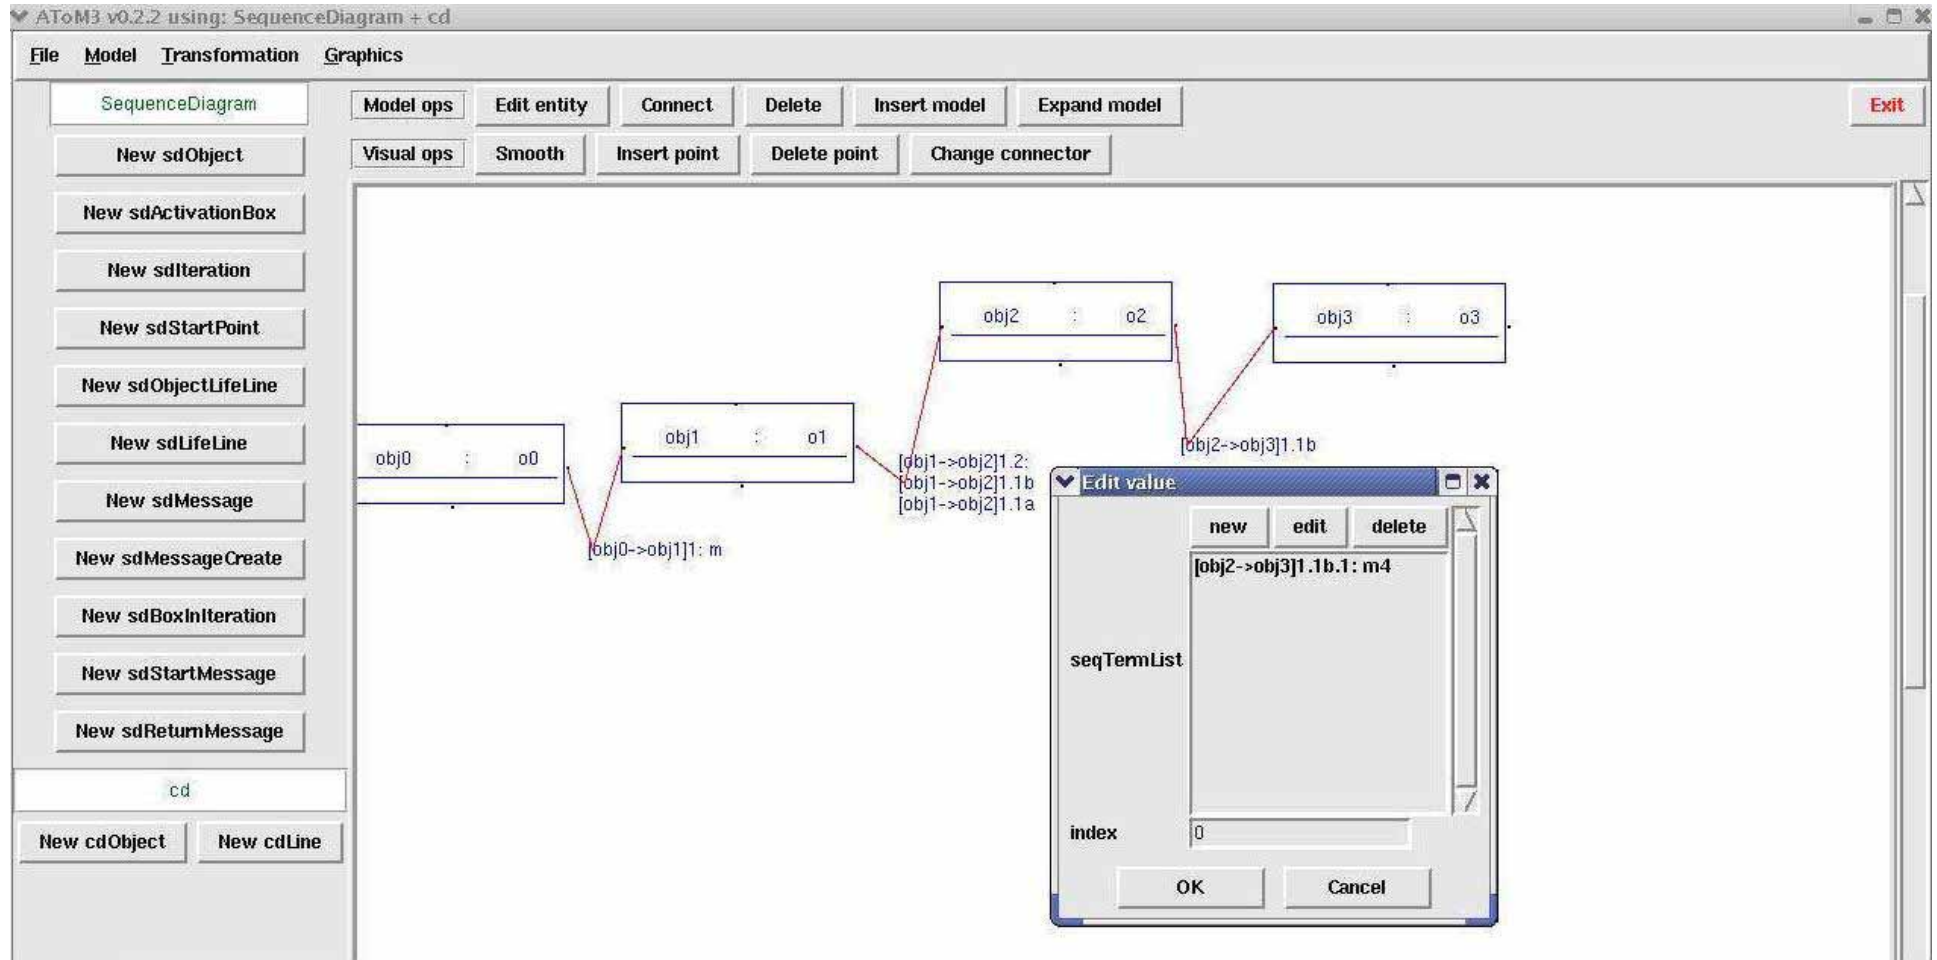 AToM3 v0.2.2 using: SequenceDiagram + cd
File Model Transformation Graphics
SequenceDiagram
Model ops Edit entity Connect Delete Insert model Expand model Exit
New sdObject
Visual ops Smooth Insert point Delete point Change connector
New sdActivationBox
New sdIteration
New sdStartPoint
New sdObjectLifeLine
New sdLifeLine
New sdMessage
New sdMessageCreate
New sdBoxInIteration
New sdStartMessage
New sdReturnMessage
cd
New cdObject New cdLine
obj0 : o0
[obj0->obj1]1: m
obj1 : o1
[obj1->obj2]1.2:
[obj1->obj2]1.1b
[obj1->obj2]1.1a
obj2 : o2
[obj2->obj3]1.1b
obj3 : o3
Edit value
new edit delete
[obj2->obj3]1.1b.1: m4
seqTermList
index 0
OK Cancel